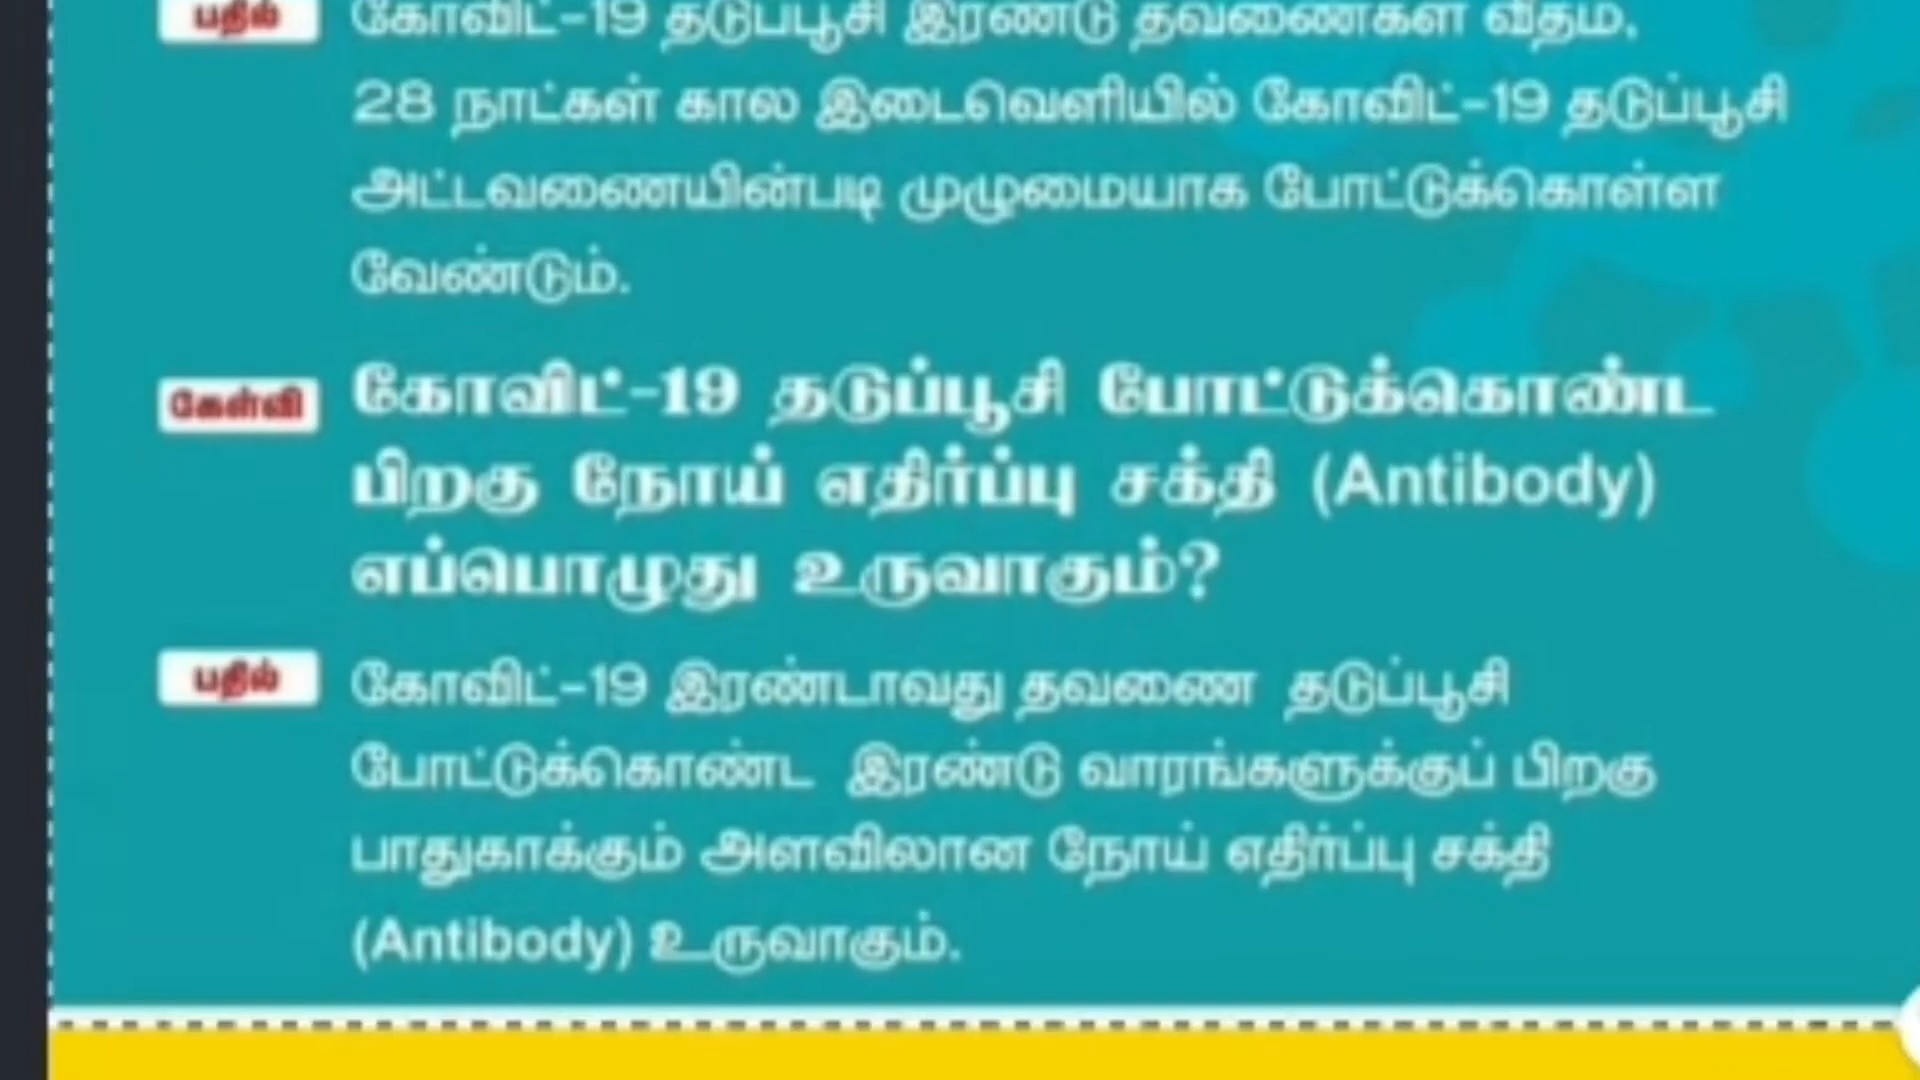 பதில் கோவிட்-19 தடுப்பூசி இரண்டு தவணைகள் வீதம்,
28 நாட்கள் கால இடைவெளியில் கோவிட்-19 தடுப்பூசி
அட்டவணையின்படி முழுமையாக போட்டுக்கொள்ள
வேண்டும்.
கேள்வி கோவிட்-19 தடுப்பூசி போட்டுக்கொண்ட
பிறகு நோய் எதிர்ப்பு சக்தி (Antibody)
எப்பொழுது உருவாகும்?
பதில் கோவிட்-19 இரண்டாவது தவணை தடுப்பூசி
போட்டுக்கொண்ட இரண்டு வாரங்களுக்குப் பிறகு
பாதுகாக்கும் அளவிலான நோய் எதிர்ப்பு சக்தி
(Antibody) உருவாகும்.